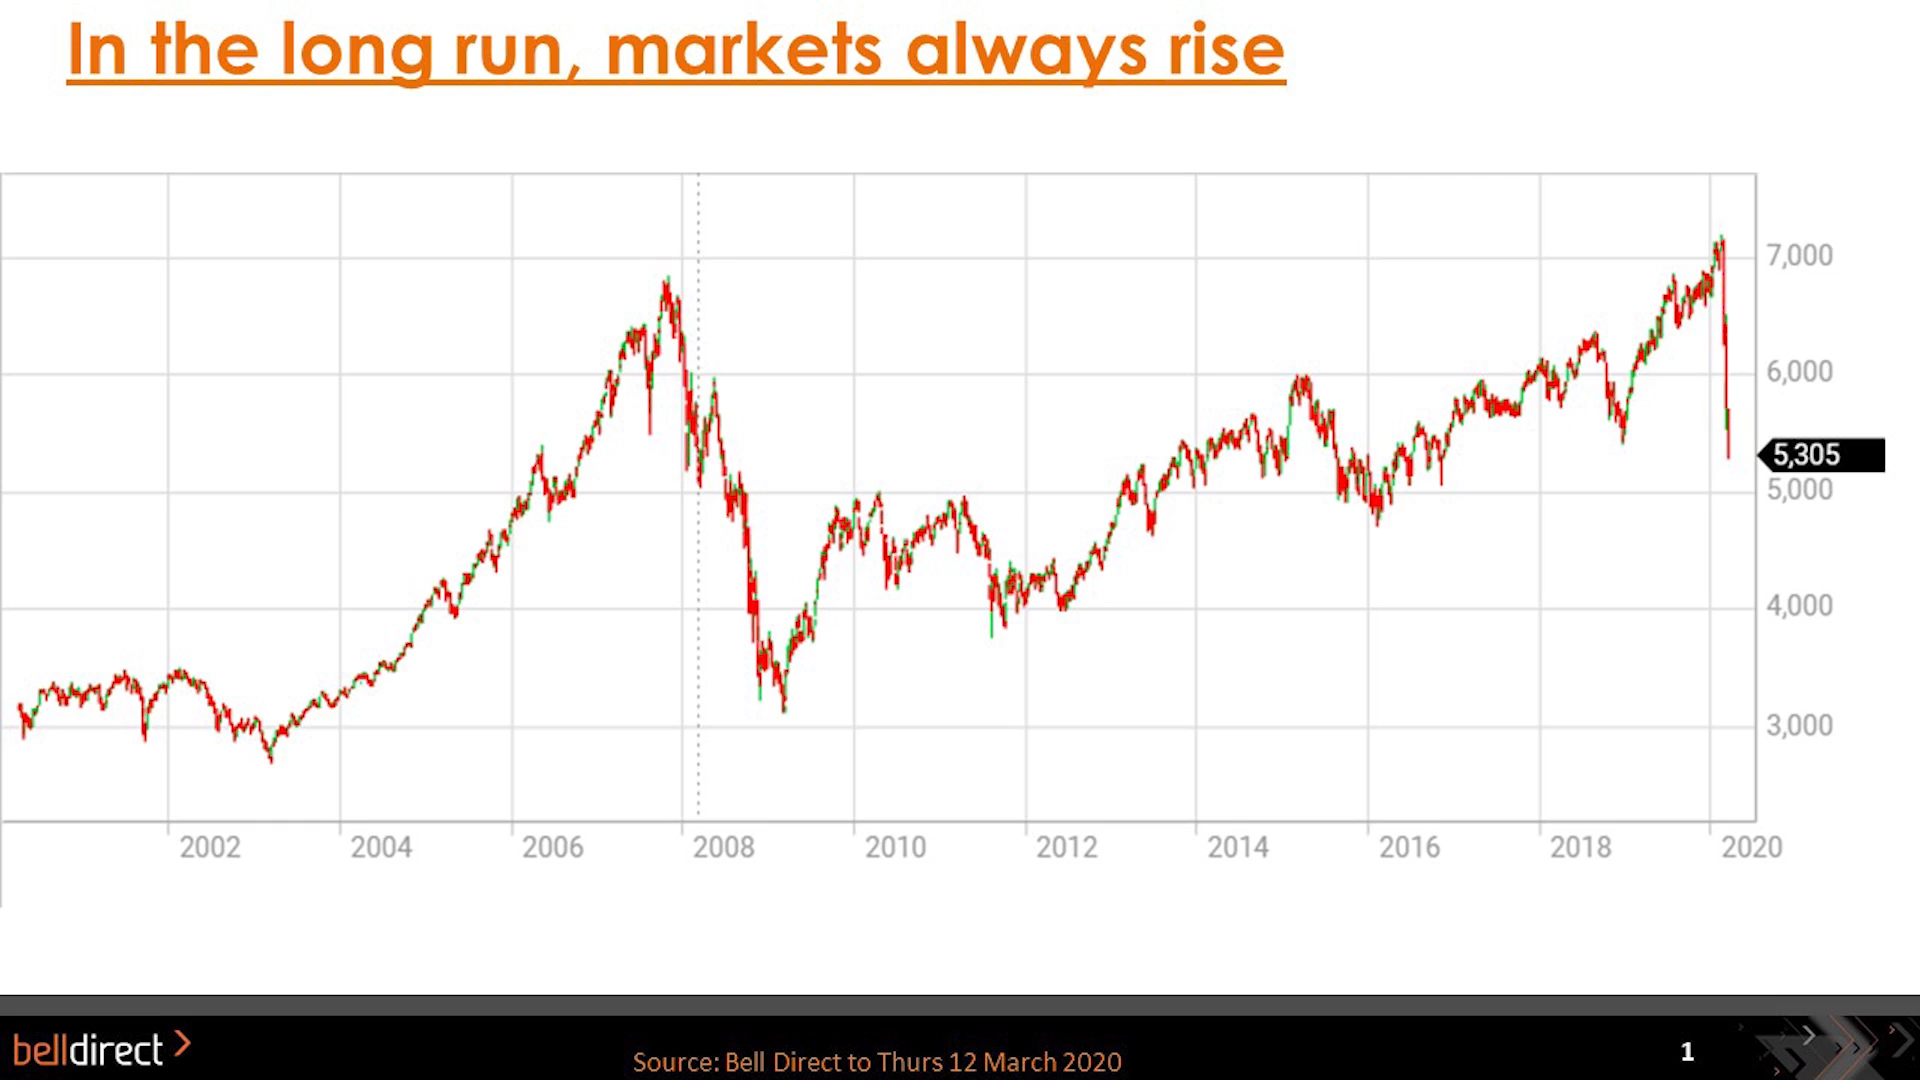 In the long run, markets always rise
7,000
6,000
5,305
5,000
4,000
3,000
2002 2004 2006 2008 2010 2012 2014 2016 2018 2020
belldirect
Source: Bell Direct to Thurs 12 March 2020
1